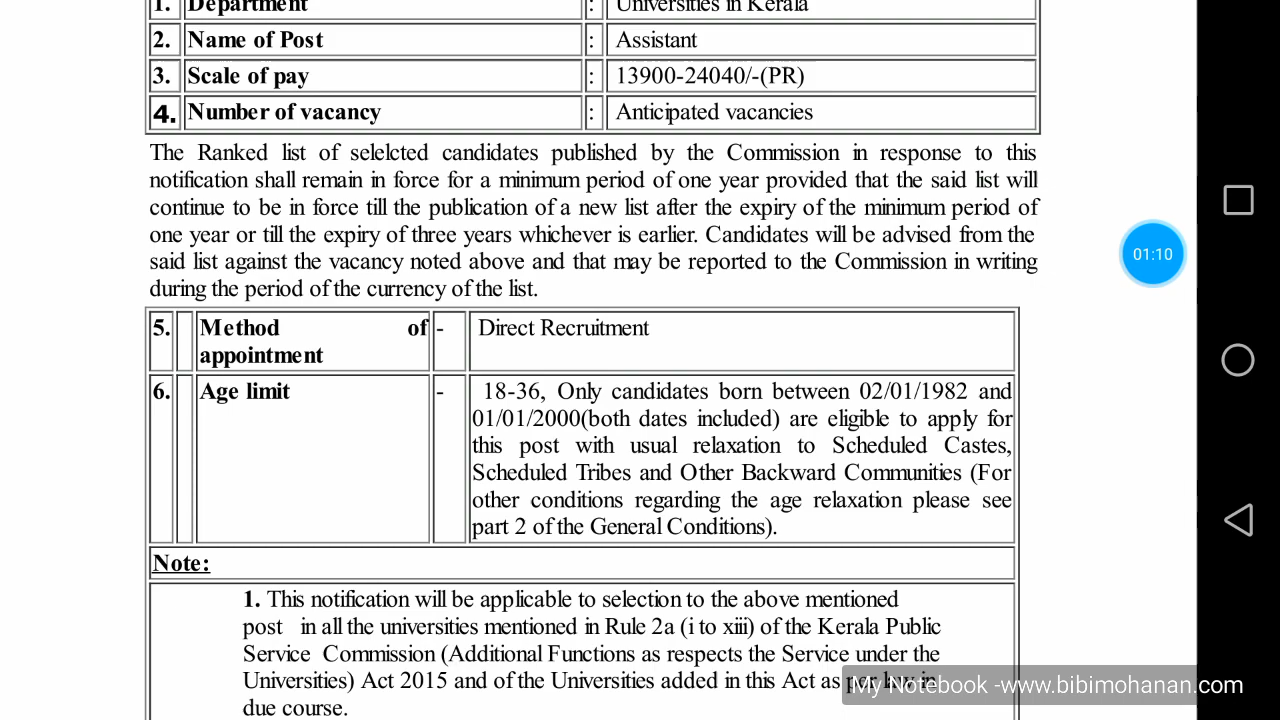 1. Department : Universities in Kerala
2. Name of Post : Assistant
3. Scale of pay : 13900-24040/-(PR)
4. Number of vacancy : Anticipated vacancies
The Ranked list of selelcted candidates published by the Commission in response to this
notification shall remain in force for a minimum period of one year provided that the said list will
continue to be in force till the publication of a new list after the expiry of the minimum period of
one year or till the expiry of three years whichever is earlier. Candidates will be advised from the
said list against the vacancy noted above and that may be reported to the Commission in writing
during the period of the currency of the list.
01:10
5. Method of - Direct Recruitment
appointment
6. Age limit - 18-36, Only candidates born between 02/01/1982 and
01/01/2000(both dates included) are eligible to apply for
this post with usual relaxation to Scheduled Castes,
Scheduled Tribes and Other Backward Communities (For
other conditions regarding the age relaxation please see
part 2 of the General Conditions).
Note:
1. This notification will be applicable to selection to the above mentioned
post in all the universities mentioned in Rule 2a (i to xiii) of the Kerala Public
Service Commission (Additional Functions as respects the Service under the
Universities) Act 2015 and of the Universities added in this Act as per law in
due course.
My Notebook -www.bibimohanan.com